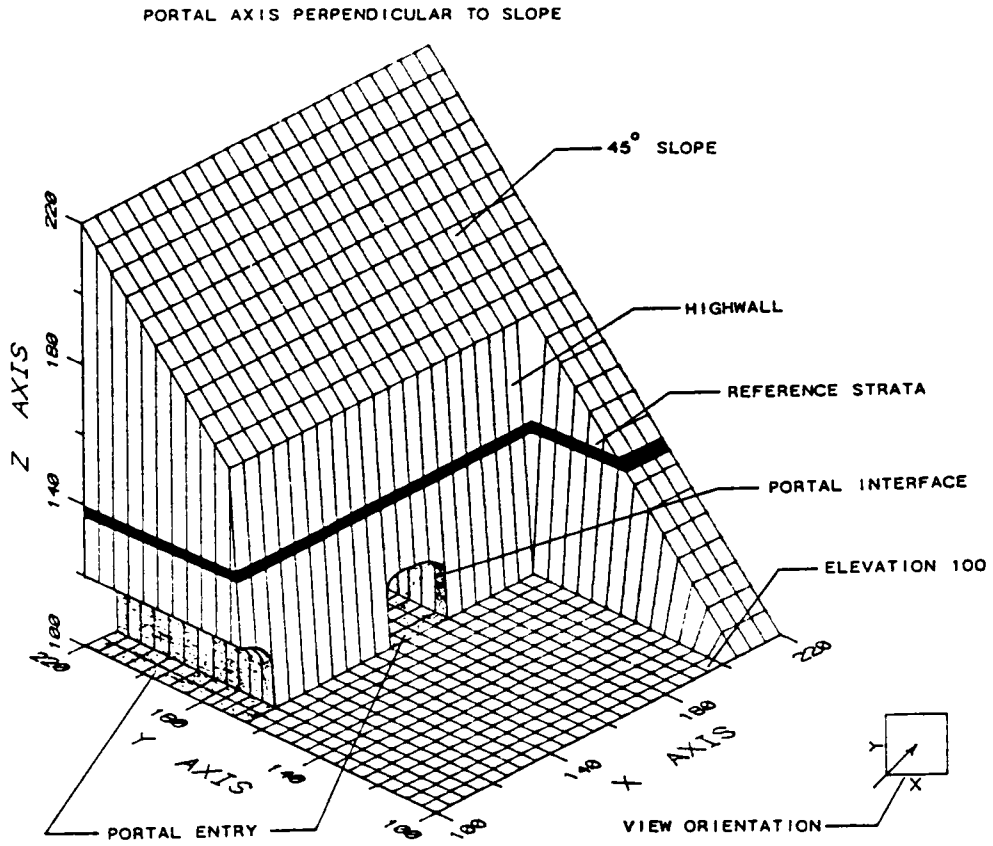 PORTAL AXIS PERPENDICULAR TO SLOPE
45° SLOPE
220
HIGHWALL
180
Z AXIS
REFERENCE STRATA
140
PORTAL INTERFACE
ELEVATION 100
100
220
220
180
180
Y AXIS
X AXIS
140
140
100
100
Y
X
PORTAL ENTRY
VIEW ORIENTATION